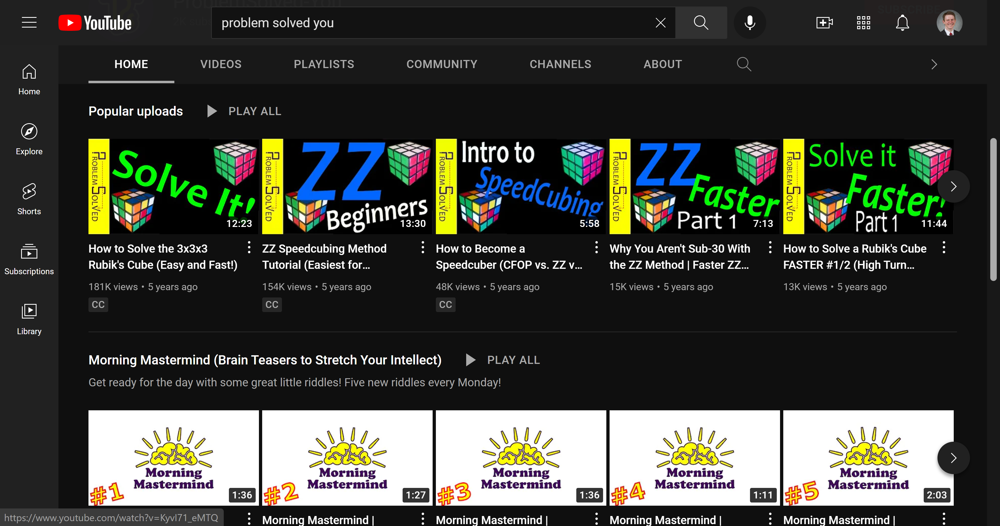 ProblemSolved-You
SUBSCRIBE
YouTube
2K subs
problem solved you
HOME
VIDEOS
PLAYLISTS
COMMUNITY
CHANNELS
ABOUT
Home
Explore
Shorts
Subscriptions
Library
Popular uploads
PLAY ALL
PROBLEM SOLVED
Solve It!
12:23
PROBLEM SOLVED
ZZ
Beginners
13:30
PROBLEM SOLVED
Intro to
SpeedCubing
5:58
PROBLEM SOLVED
ZZ
Faster
Part 1
7:13
PROBLEM SOLVED
Solve it
Faster!
Part 1
11:44
How to Solve the 3x3x3
Rubik's Cube (Easy and Fast!)
181K views • 5 years ago
CC
ZZ Speedcubing Method
Tutorial (Easiest for...
154K views • 5 years ago
CC
How to Become a
Speedcuber (CFOP vs. ZZ v...
48K views • 5 years ago
CC
Why You Aren't Sub-30 With
the ZZ Method | Faster ZZ...
15K views • 5 years ago
How to Solve a Rubik's Cube
FASTER #1/2 (High Turn...
13K views • 5 years ago
Morning Mastermind (Brain Teasers to Stretch Your Intellect)
PLAY ALL
Get ready for the day with some great little riddles! Five new riddles every Monday!
Morning
Mastermind
#1
1:36
Morning
Mastermind
#2
1:27
Morning
Mastermind
#3
1:36
Morning
Mastermind
#4
1:11
Morning
Mastermind
#5
2:03
https://www.youtube.com/watch?v=Kyvl71_eMTQ
Morning Mastermind |
Morning Mastermind |
Morning Mastermind |
Morning Mastermind |